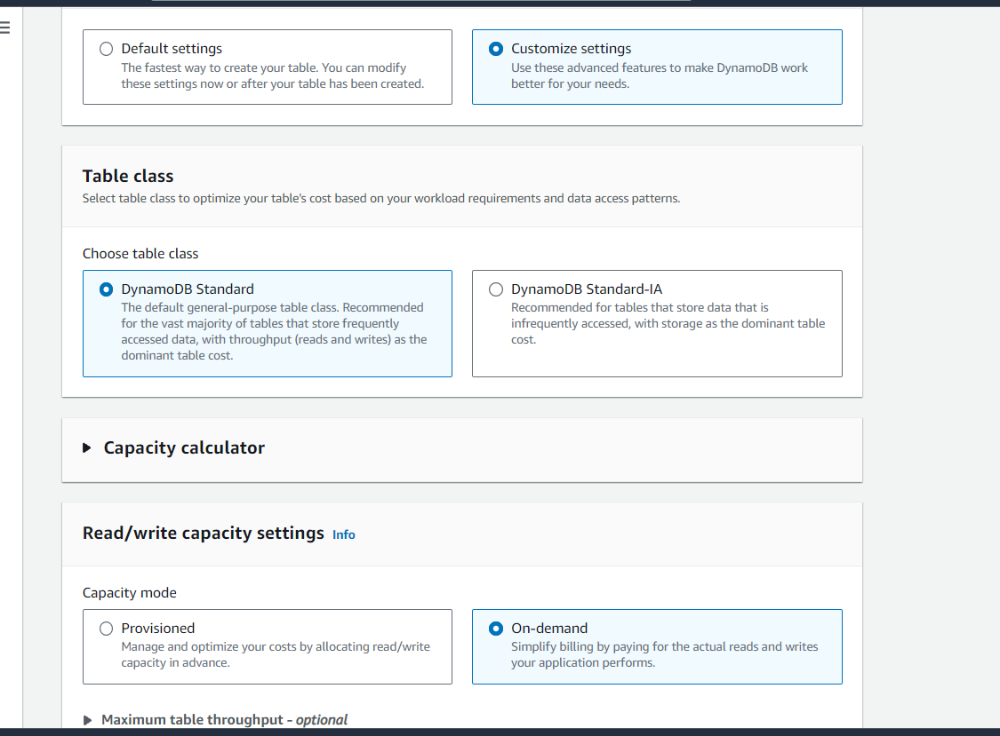 Default settings
The fastest way to create your table. You can modify
these settings now or after your table has been created.
Customize settings
Use these advanced features to make DynamoDB work
better for your needs.
Table class
Select table class to optimize your table's cost based on your workload requirements and data access patterns.
Choose table class
DynamoDB Standard
The default general-purpose table class. Recommended
for the vast majority of tables that store frequently
accessed data, with throughput (reads and writes) as the
dominant table cost.
DynamoDB Standard-IA
Recommended for tables that store data that is
infrequently accessed, with storage as the dominant table
cost.
Capacity calculator
Read/write capacity settings Info
Capacity mode
Provisioned
Manage and optimize your costs by allocating read/write
capacity in advance.
On-demand
Simplify billing by paying for the actual reads and writes
your application performs.
Maximum table throughput - optional